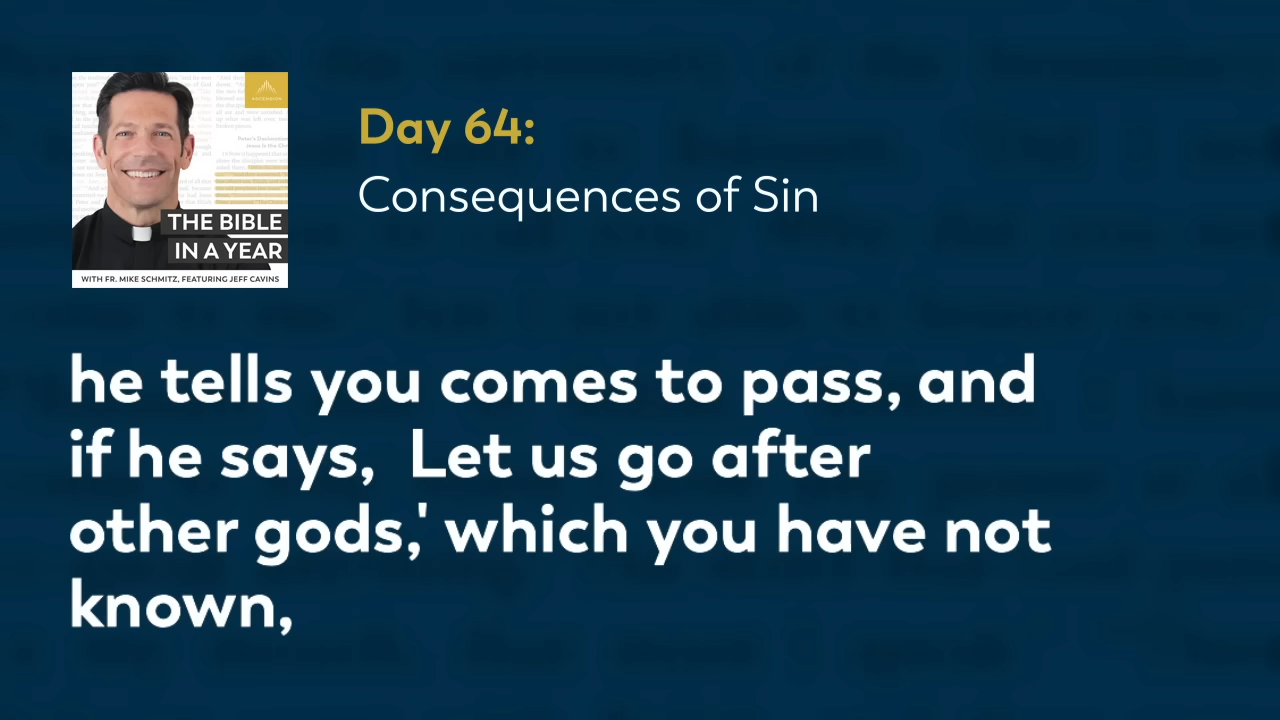 ASCENSION
THE BIBLE
IN A YEAR
WITH FR. MIKE SCHMITZ, FEATURING JEFF CAVINS
Day 64:
Consequences of Sin
he tells you comes to pass, and
if he says,  Let us go after
other gods,' which you have not
known,